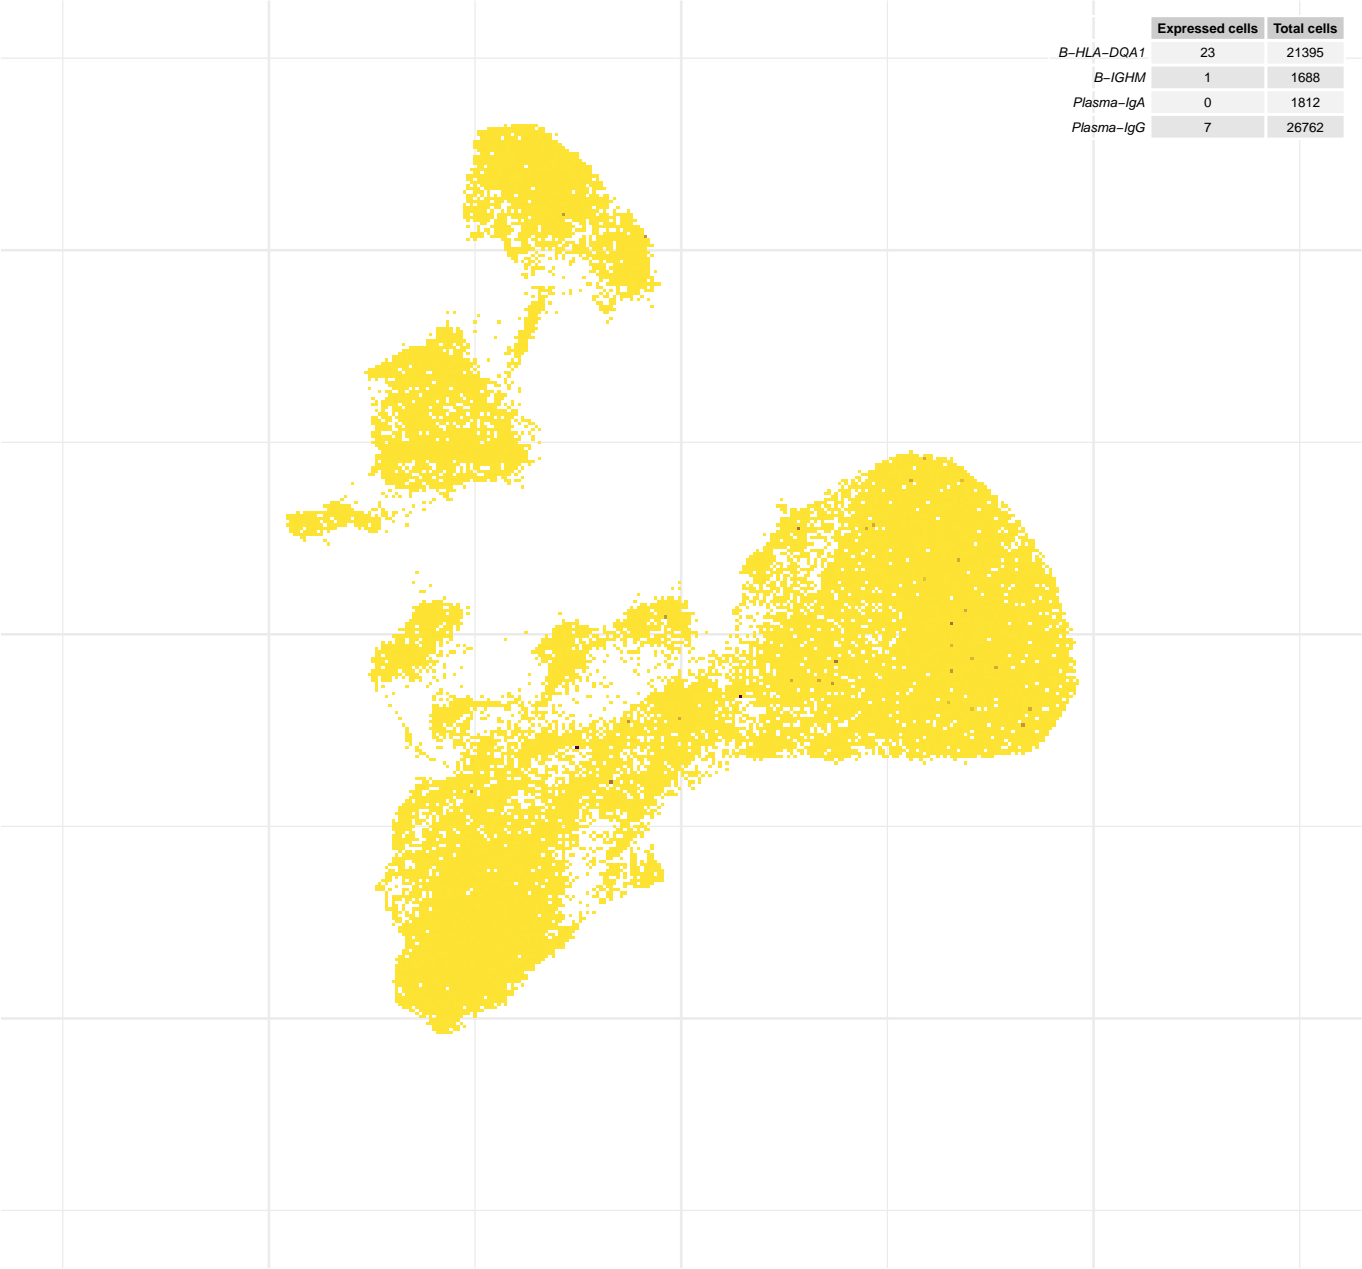 Expressed cells Total cells
B−HLA−DQA1 23 21395
B−IGHM 1 1688
Plasma−IgA 0 1812
Plasma−IgG 7 26762